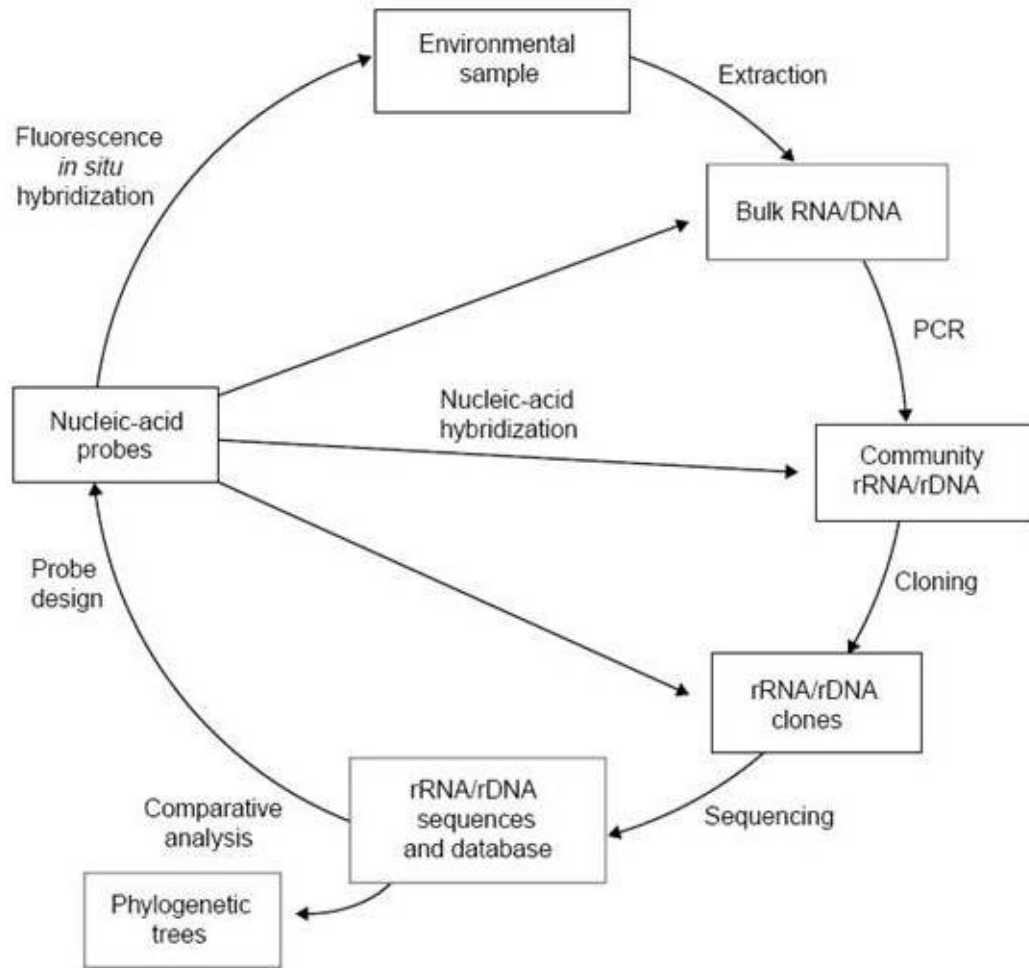 Environmental
sample
Extraction
Fluorescence
in situ
hybridization
Bulk RNA/DNA
PCR
Nucleic-acid
probes
Nucleic-acid
hybridization
Community
rRNA/rDNA
Probe
design
Cloning
rRNA/rDNA
clones
rRNA/rDNA
sequences
and database
Comparative
analysis
Sequencing
Phylogenetic
trees